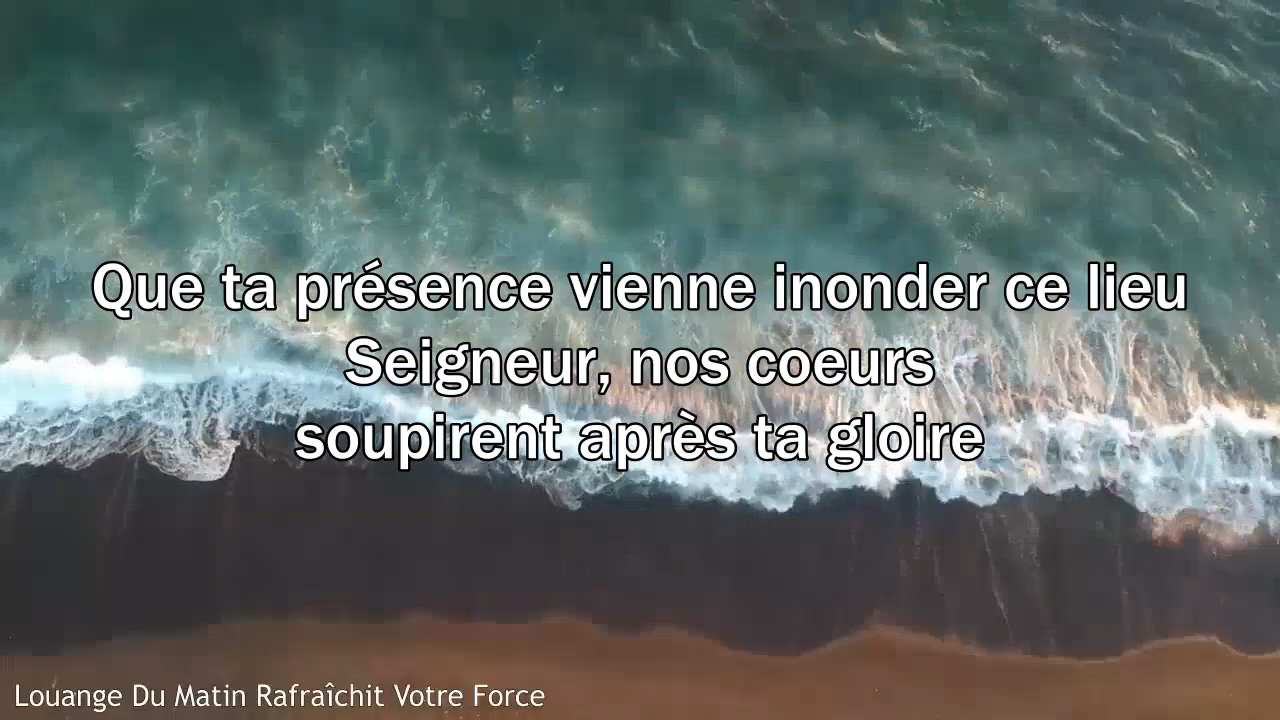 Que ta présence vienne inonder ce lieu
Seigneur, nos coeurs
soupirent après ta gloire
Louange Du Matin Rafraîchit Votre Force